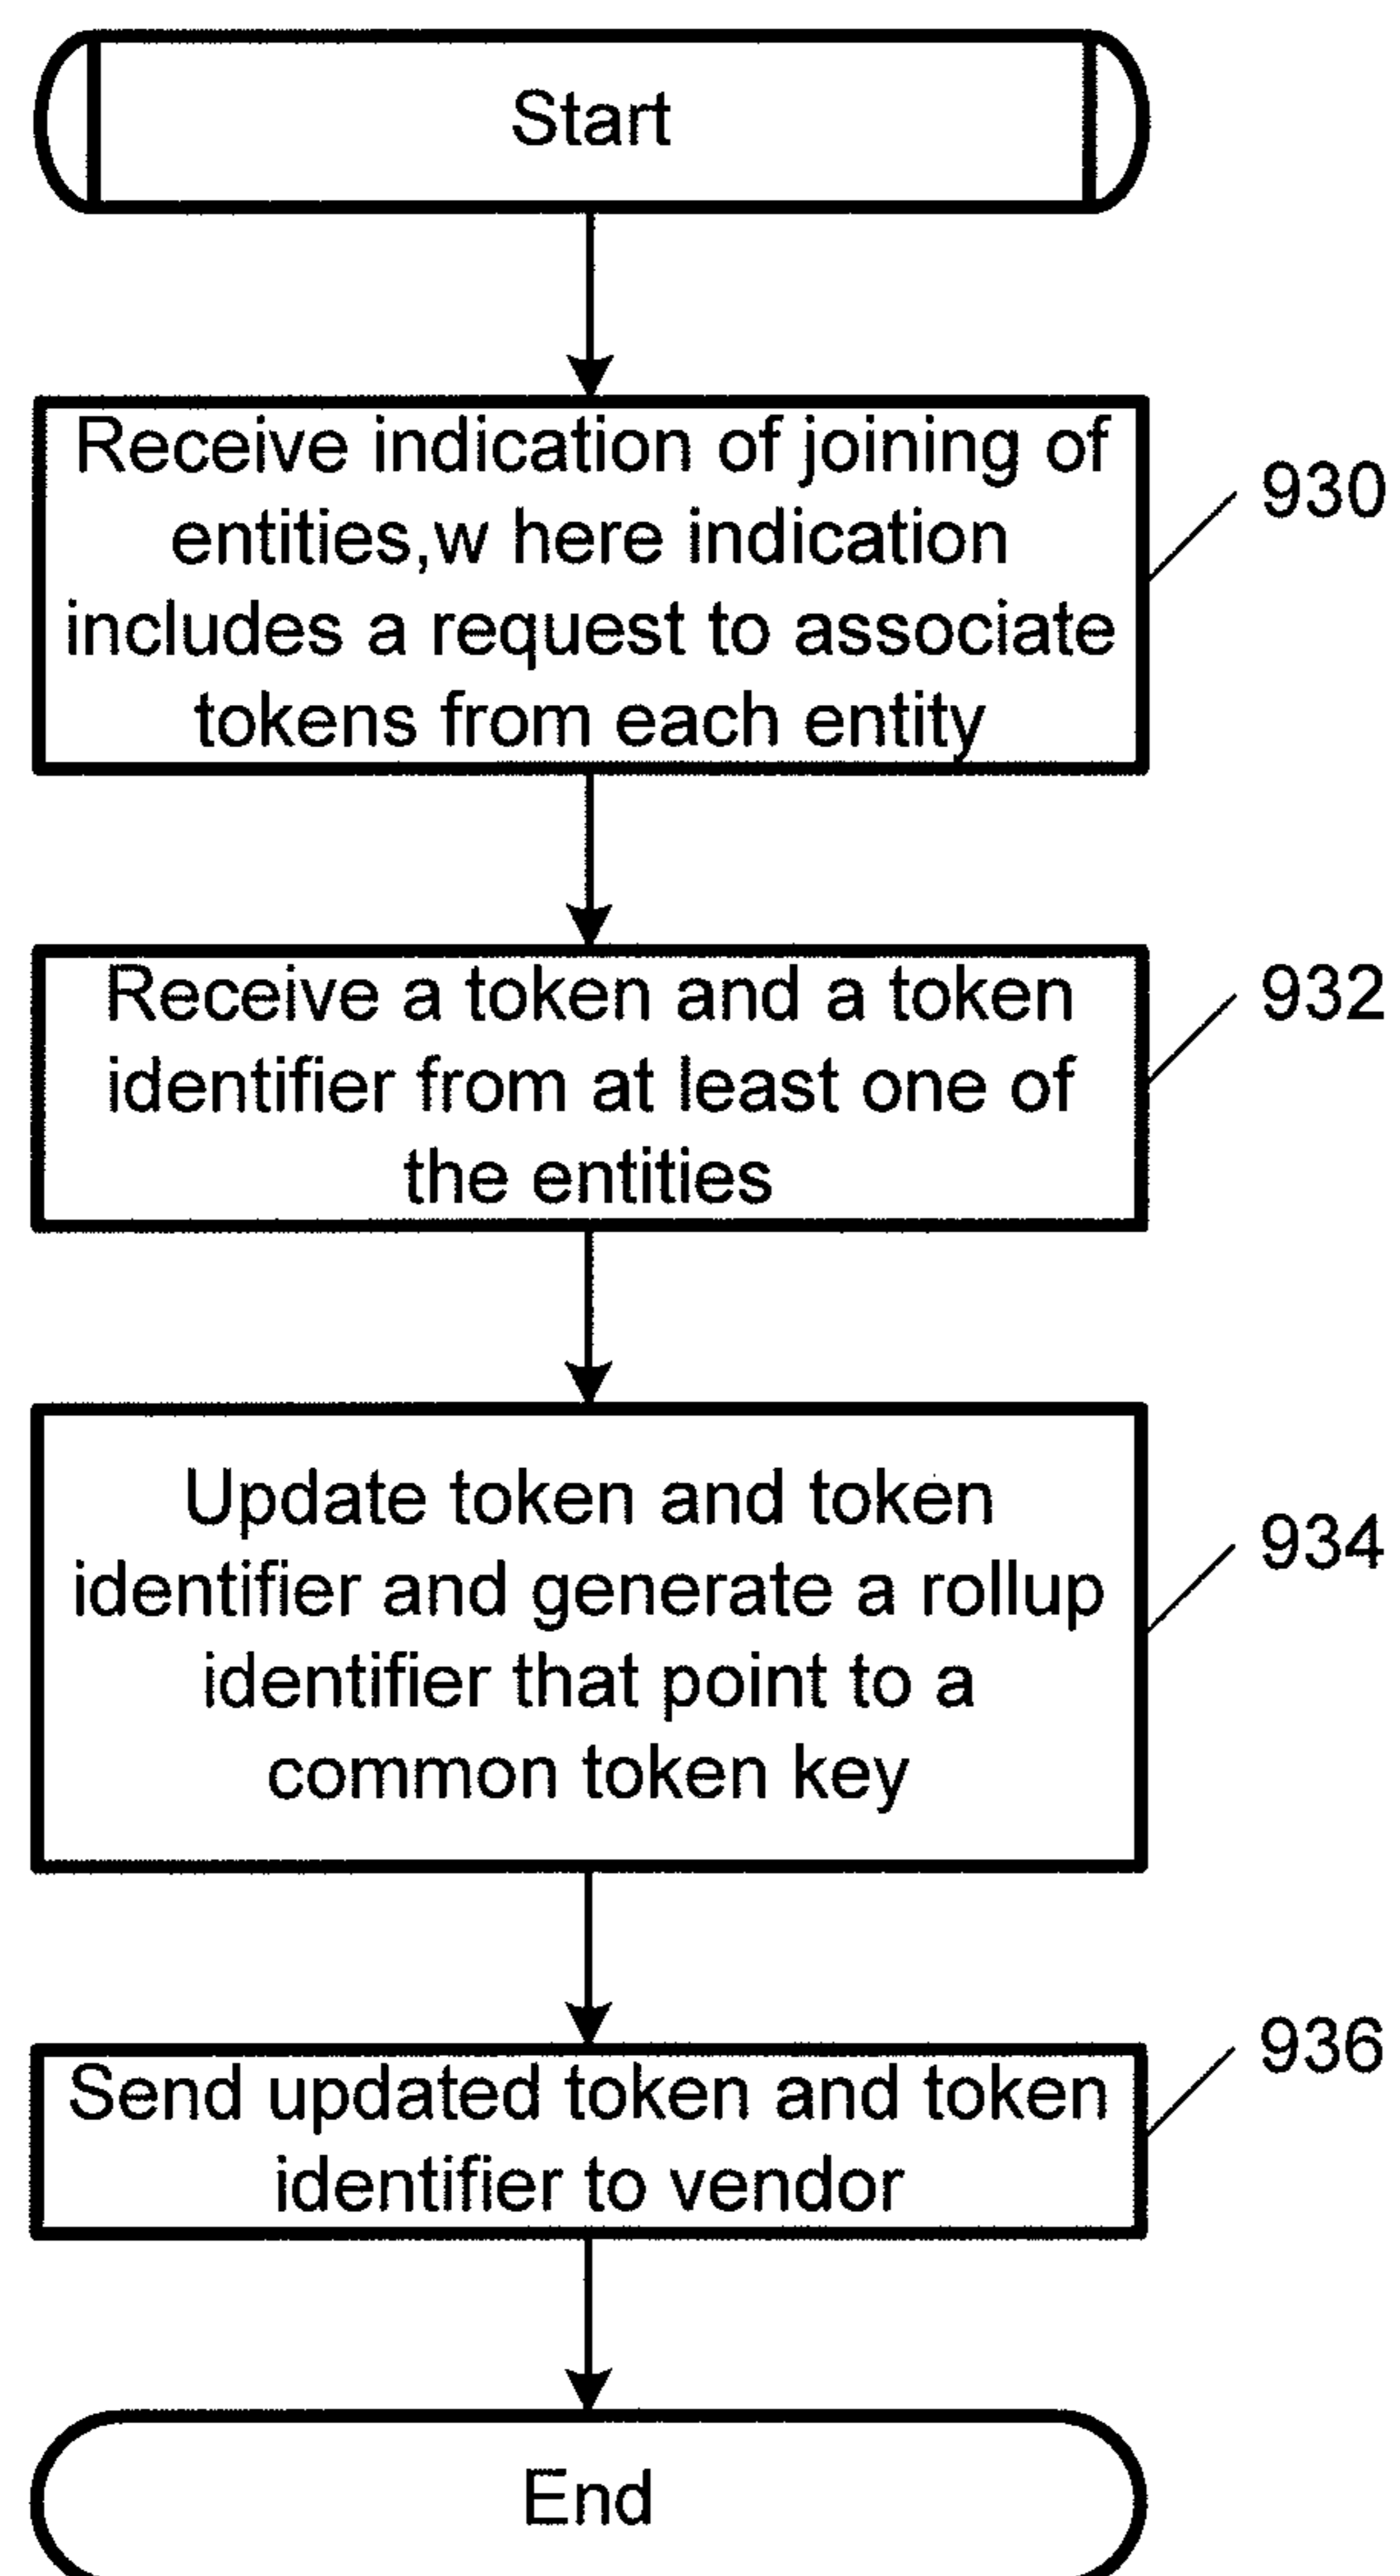 Start
Receive indication of joining of
entities,w here indication
includes a request to associate
tokens from each entity
930
Receive a token and a token
identifier from at least one of
the entities
932
Update token and token
identifier and generate a rollup
identifier that point to a
common token key
934
Send updated token and token
identifier to vendor
936
End